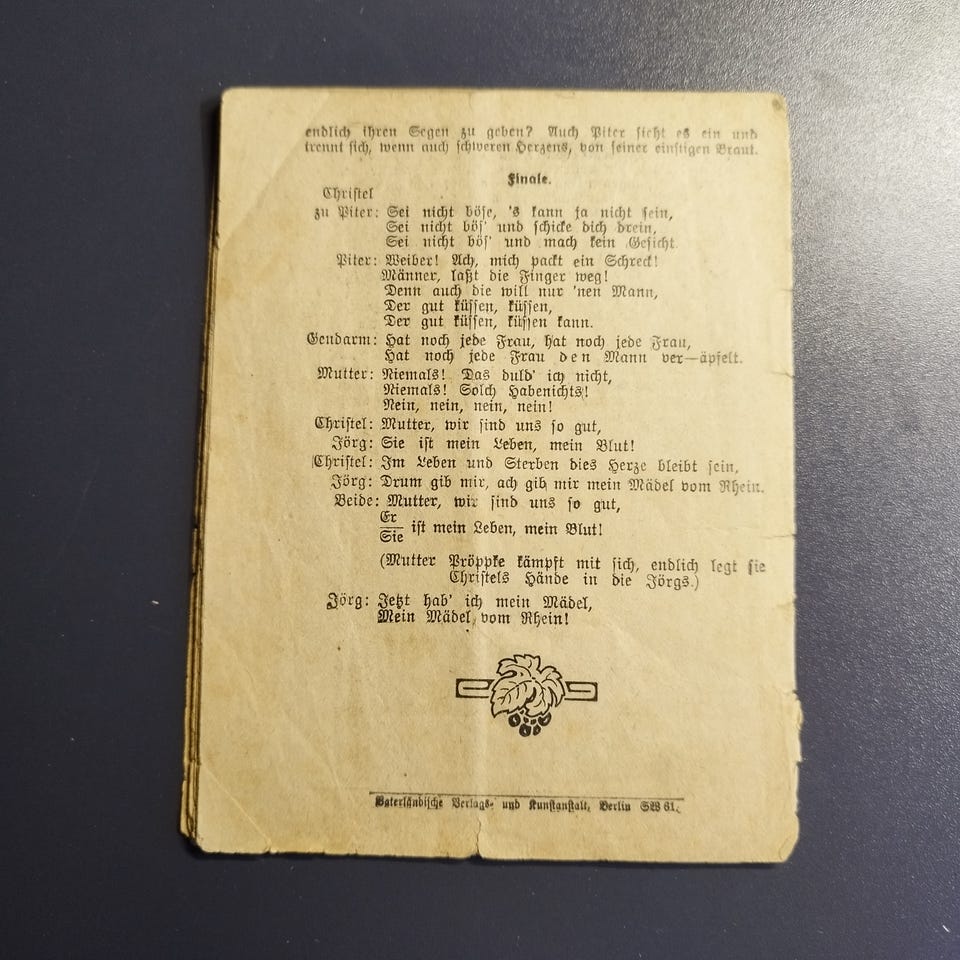 endlich ihren Segen zu geben? Auch Piter sieht es ein und
trennt sich, wenn auch schweren Herzens, von seiner einstigen Braut.
Finale.
Christel
zu Piter: Sei nicht böse, 's kann ja nicht sein,
Sei nicht bös' und schicke dich drein,
Sei nicht bös' und mach kein Gesicht.
Piter: Weiber! Ach, mich packt ein Schreck!
Männer, laßt die Finger weg!
Denn auch die will nur 'nen Mann,
Der gut küssen, küssen,
Der gut küssen, küssen kann.
Gendarm: Hat noch jede Frau, hat noch jede Frau,
Hat noch jede Frau den Mann ver—äpfelt.
Mutter: Niemals! Das duld' ich nicht,
Niemals! Solch Habenichts!
Nein, nein, nein, nein!
Christel: Mutter, wir sind uns so gut,
Jörg: Sie ist mein Leben, mein Blut!
Christel: Im Leben und Sterben dies Herze bleibt sein,
Jörg: Drum gib mir, ach gib mir mein Mädel vom Rhein.
Beide: Mutter, wir sind uns so gut,
Er
Sie ist mein Leben, mein Blut!
(Mutter Pröppke kämpft mit sich, endlich legt sie
Christels Hände in die Jörgs.)
Jörg: Jetzt hab' ich mein Mädel,
Mein Mädel vom Rhein!
Vaterländische Verlags- und Kunstanstalt, Berlin SW 61.